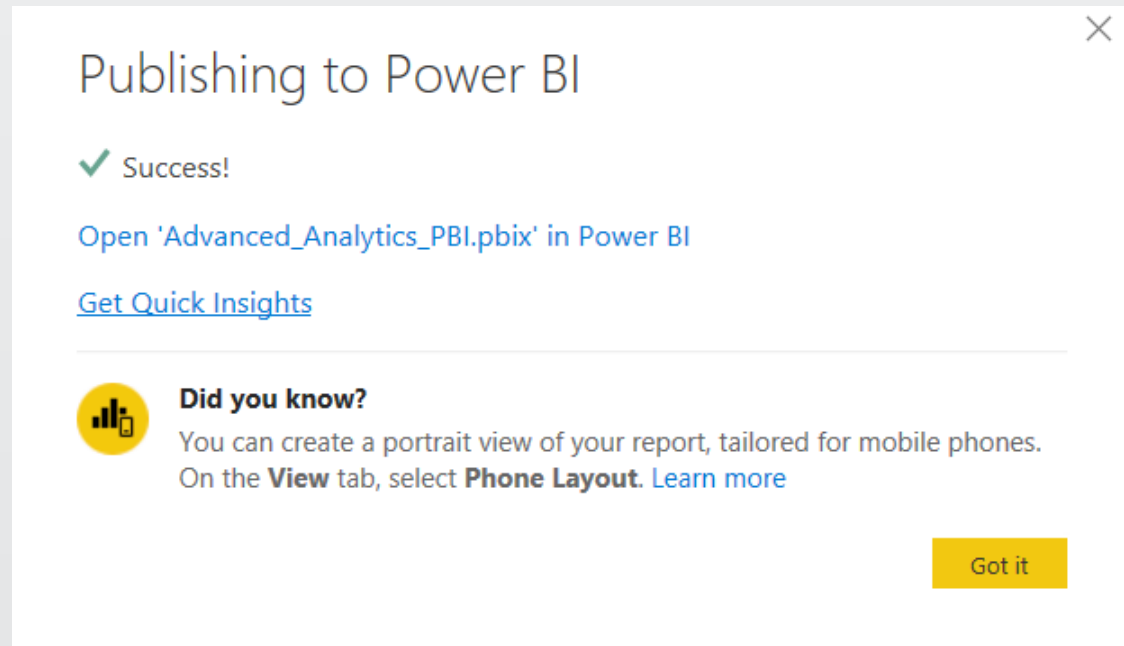 Publishing to Power BI
Success!
Open 'Advanced_Analytics_PBI.pbix' in Power BI
Get Quick Insights
Did you know?
You can create a portrait view of your report, tailored for mobile phones.
On the View tab, select Phone Layout. Learn more
Got it